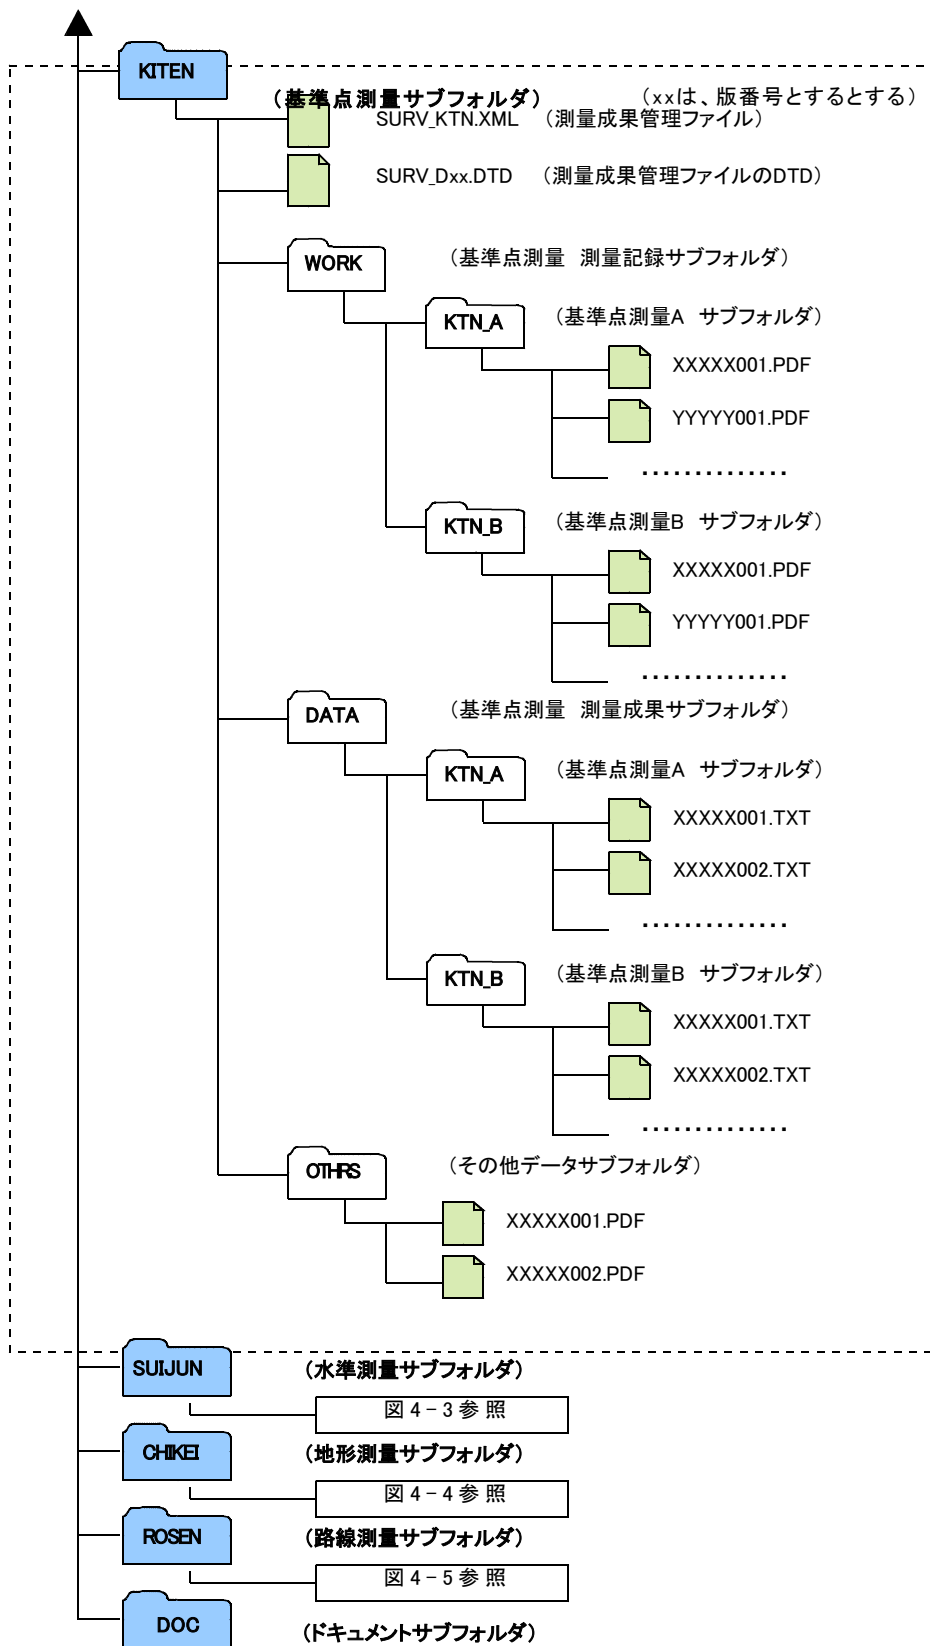 KITEN
（基準点測量サブフォルダ）　（xxは、版番号とするとする）
SURV_KTN.XML　（測量成果管理ファイル）
SURV_Dxx.DTD　（測量成果管理ファイルのDTD）
WORK　（基準点測量　測量記録サブフォルダ）
KTN_A　（基準点測量A　サブフォルダ）
XXXXX001.PDF
YYYYY001.PDF
・・・・・・・・・・・・・・
KTN_B　（基準点測量B　サブフォルダ）
XXXXX001.PDF
YYYYY001.PDF
・・・・・・・・・・・・・・
DATA　（基準点測量　測量成果サブフォルダ）
KTN_A　（基準点測量A　サブフォルダ）
XXXXX001.TXT
XXXXX002.TXT
・・・・・・・・・・・・・・
KTN_B　（基準点測量B　サブフォルダ）
XXXXX001.TXT
XXXXX002.TXT
・・・・・・・・・・・・・・
OTHRS　（その他データサブフォルダ）
XXXXX001.PDF
XXXXX002.PDF
SUIJUN　（水準測量サブフォルダ）
図４－３参照
CHIKEI　（地形測量サブフォルダ）
図４－４参照
ROSEN　（路線測量サブフォルダ）
図４－５参照
DOC　（ドキュメントサブフォルダ）